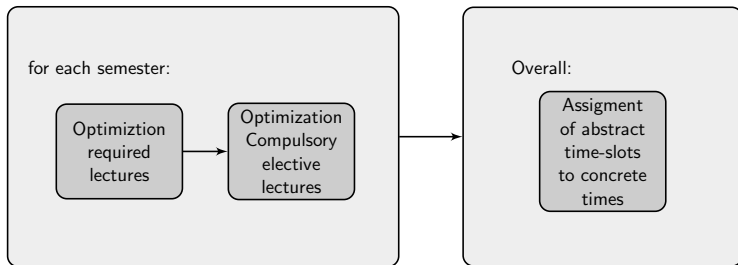 for each semester:
Optimiztion
required
lectures
Optimization
Compulsory
elective
lectures
Overall:
Assigment
of abstract
time-slots
to concrete
times